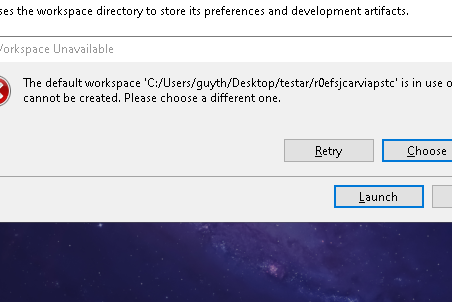 ses the workspace directory to store its preferences and development artifacts.
Workspace Unavailable
The default workspace 'C:/Users/guyth/Desktop/testar/r0efsjcarviapstc' is in use o
cannot be created. Please choose a different one.
Retry
Choose
Launch